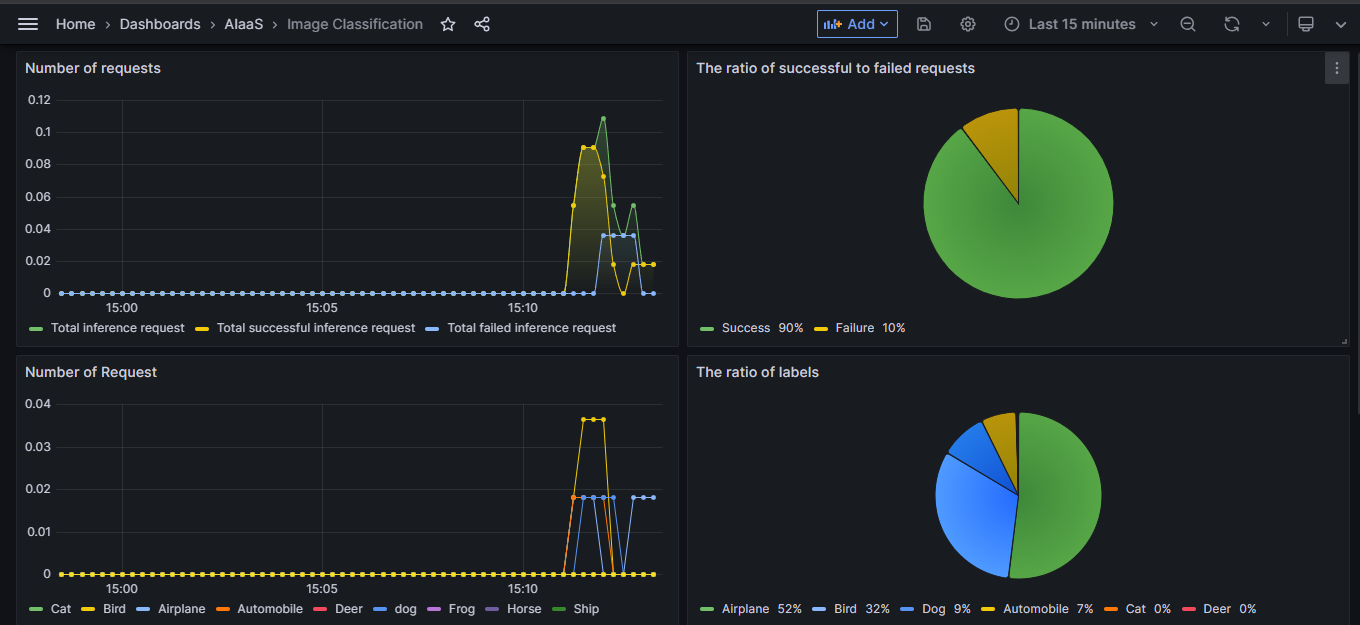 Home > Dashboards > AIaaS > Image Classification
Add
Last 15 minutes
Number of requests
0.12
0.1
0.08
0.06
0.04
0.02
0
15:00 15:05 15:10
Total inference request Total successful inference request Total failed inference request
The ratio of successful to failed requests
Success 90% Failure 10%
Number of Request
0.04
0.03
0.02
0.01
0
15:00 15:05 15:10
Cat Bird Airplane Automobile Deer dog Frog Horse Ship
The ratio of labels
Airplane 52% Bird 32% Dog 9% Automobile 7% Cat 0% Deer 0%